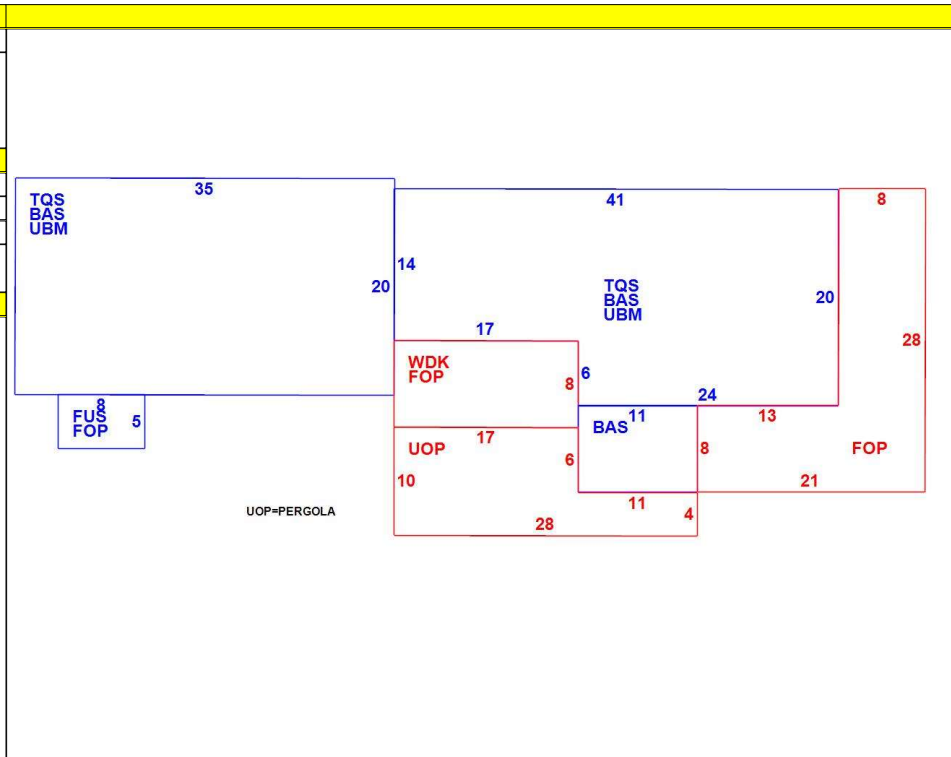 35
TQS
BAS
UBM
20
41
8
14
TQS
BAS
UBM
20
28
17
WDK
FOP
8
6
24
8
FUS
FOP
5
11
BAS
13
17
UOP
6
8
FOP
10
21
11
4
UOP=PERGOLA
28